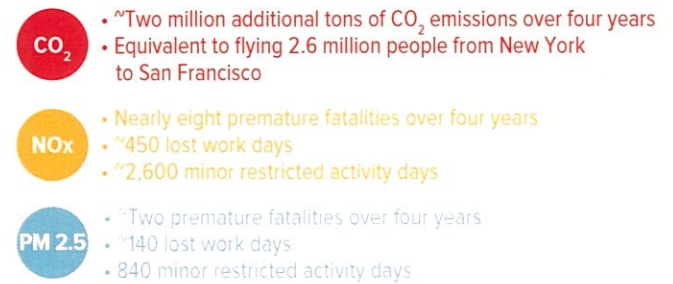 CO2
• ~Two million additional tons of CO2 emissions over four years
• Equivalent to flying 2.6 million people from New York
to San Francisco
NOx
• Nearly eight premature fatalities over four years
• ~450 lost work days
• ~2,600 minor restricted activity days
PM 2.5
• ~Two premature fatalities over four years
• ~140 lost work days
• 840 minor restricted activity days